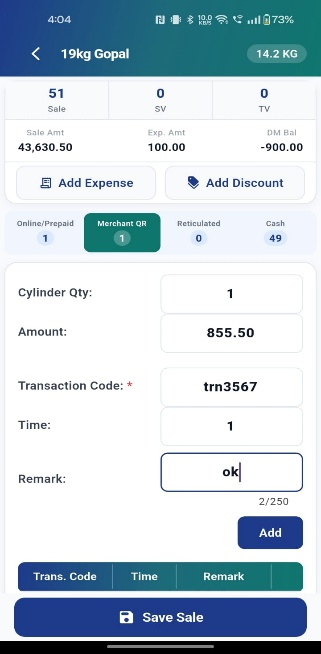 4:04 10.0 KB/S 73%
19kg Gopal 14.2 KG
51 0 0
Sale SV TV
Sale Amt Exp. Amt DM Bal
43,630.50 100.00 -900.00
Add Expense Add Discount
Online/Prepaid Merchant QR Reticulated Cash
1 1 0 49
Cylinder Qty: 1
Amount: 855.50
Transaction Code: * trn3567
Time: 1
Remark: ok
2/250
Add
Trans. Code Time Remark
Save Sale